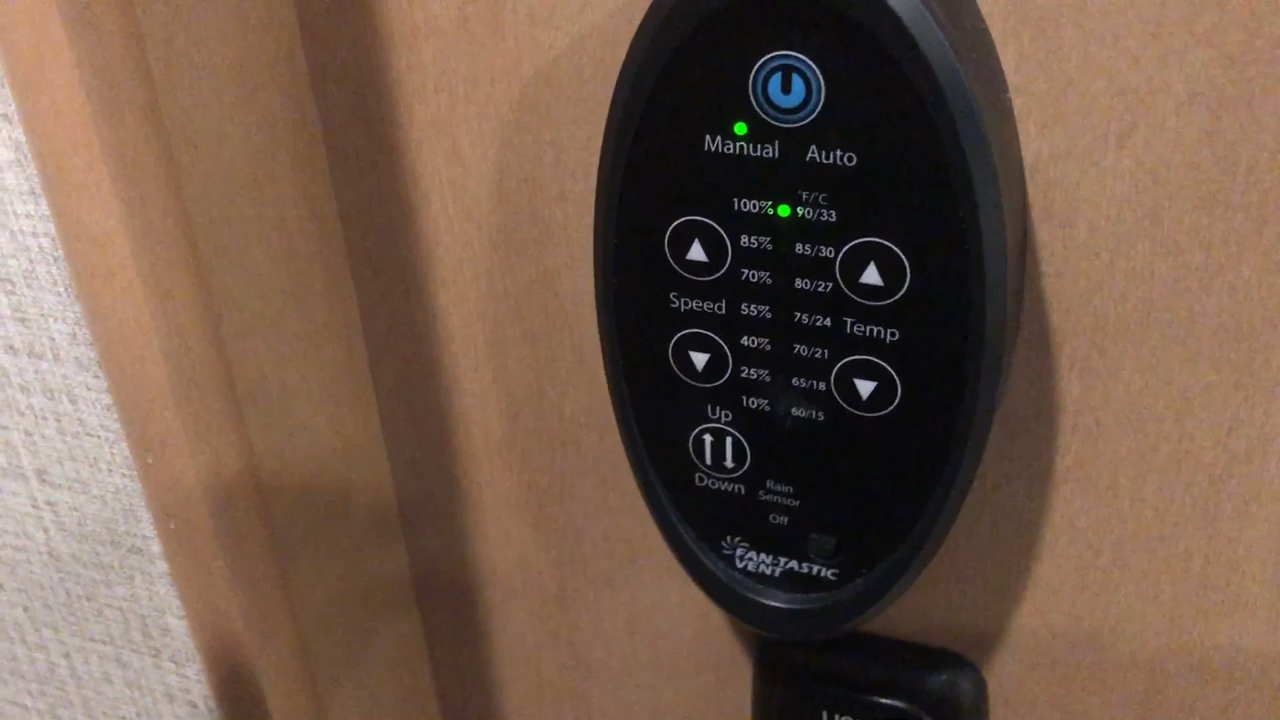 Manual Auto
°F/°C
100% 90/33
85% 85/30
70% 80/27
Speed 55% 75/24 Temp
40% 70/21
25% 65/18
10% 60/15
Up
Down
Rain
Sensor
Off
FAN-TASTIC
VENT